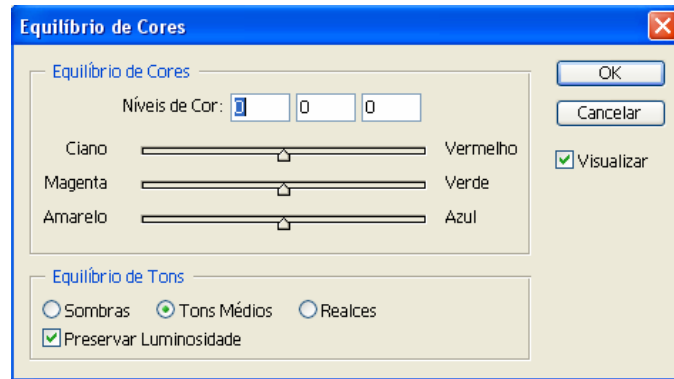 Equilíbrio de Cores
Equilíbrio de Cores
OK
Níveis de Cor: 0 0 0
Cancelar
Ciano Vermelho
Visualizar
Magenta Verde
Amarelo Azul
Equilíbrio de Tons
Sombras Tons Médios Realces
Preservar Luminosidade